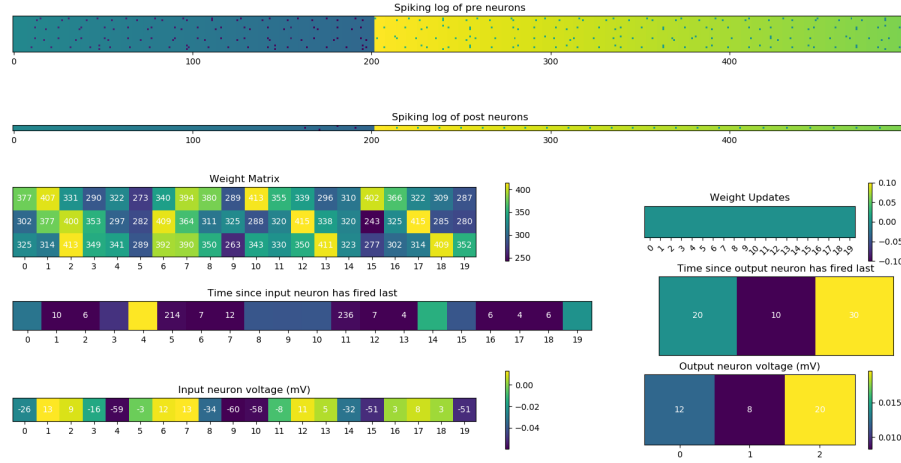 Spiking log of pre neurons
0 100 200 300 400
Spiking log of post neurons
0 100 200 300 400
Weight Matrix
377 407 331 290 322 273 340 394 380 289 413 355 339 296 310 402 366 322 309 287
302 377 400 353 297 282 409 364 311 325 288 320 415 338 320 243 325 415 285 280
325 314 413 349 341 289 392 390 350 263 343 330 350 411 323 277 302 314 409 352
0 1 2 3 4 5 6 7 8 9 10 11 12 13 14 15 16 17 18 19
400
350
300
250
Weight Updates
0 1 2 3 4 5 6 7 8 9 10 11 12 13 14 15 16 17 18 19
0.10
0.05
0.00
−0.05
−0.10
Time since input neuron has fired last
10 6 214 7 12 236 7 4 6 4 6
0 1 2 3 4 5 6 7 8 9 10 11 12 13 14 15 16 17 18 19
Time since output neuron has fired last
20 10 30
Input neuron voltage (mV)
-26 13 9 -16 -59 -3 12 13 -34 -60 -58 -8 11 5 -32 -51 3 8 3 -51
0 1 2 3 4 5 6 7 8 9 10 11 12 13 14 15 16 17 18 19
0.00
−0.02
−0.04
Output neuron voltage (mV)
12 8 20
0 1 2
0.015
0.010